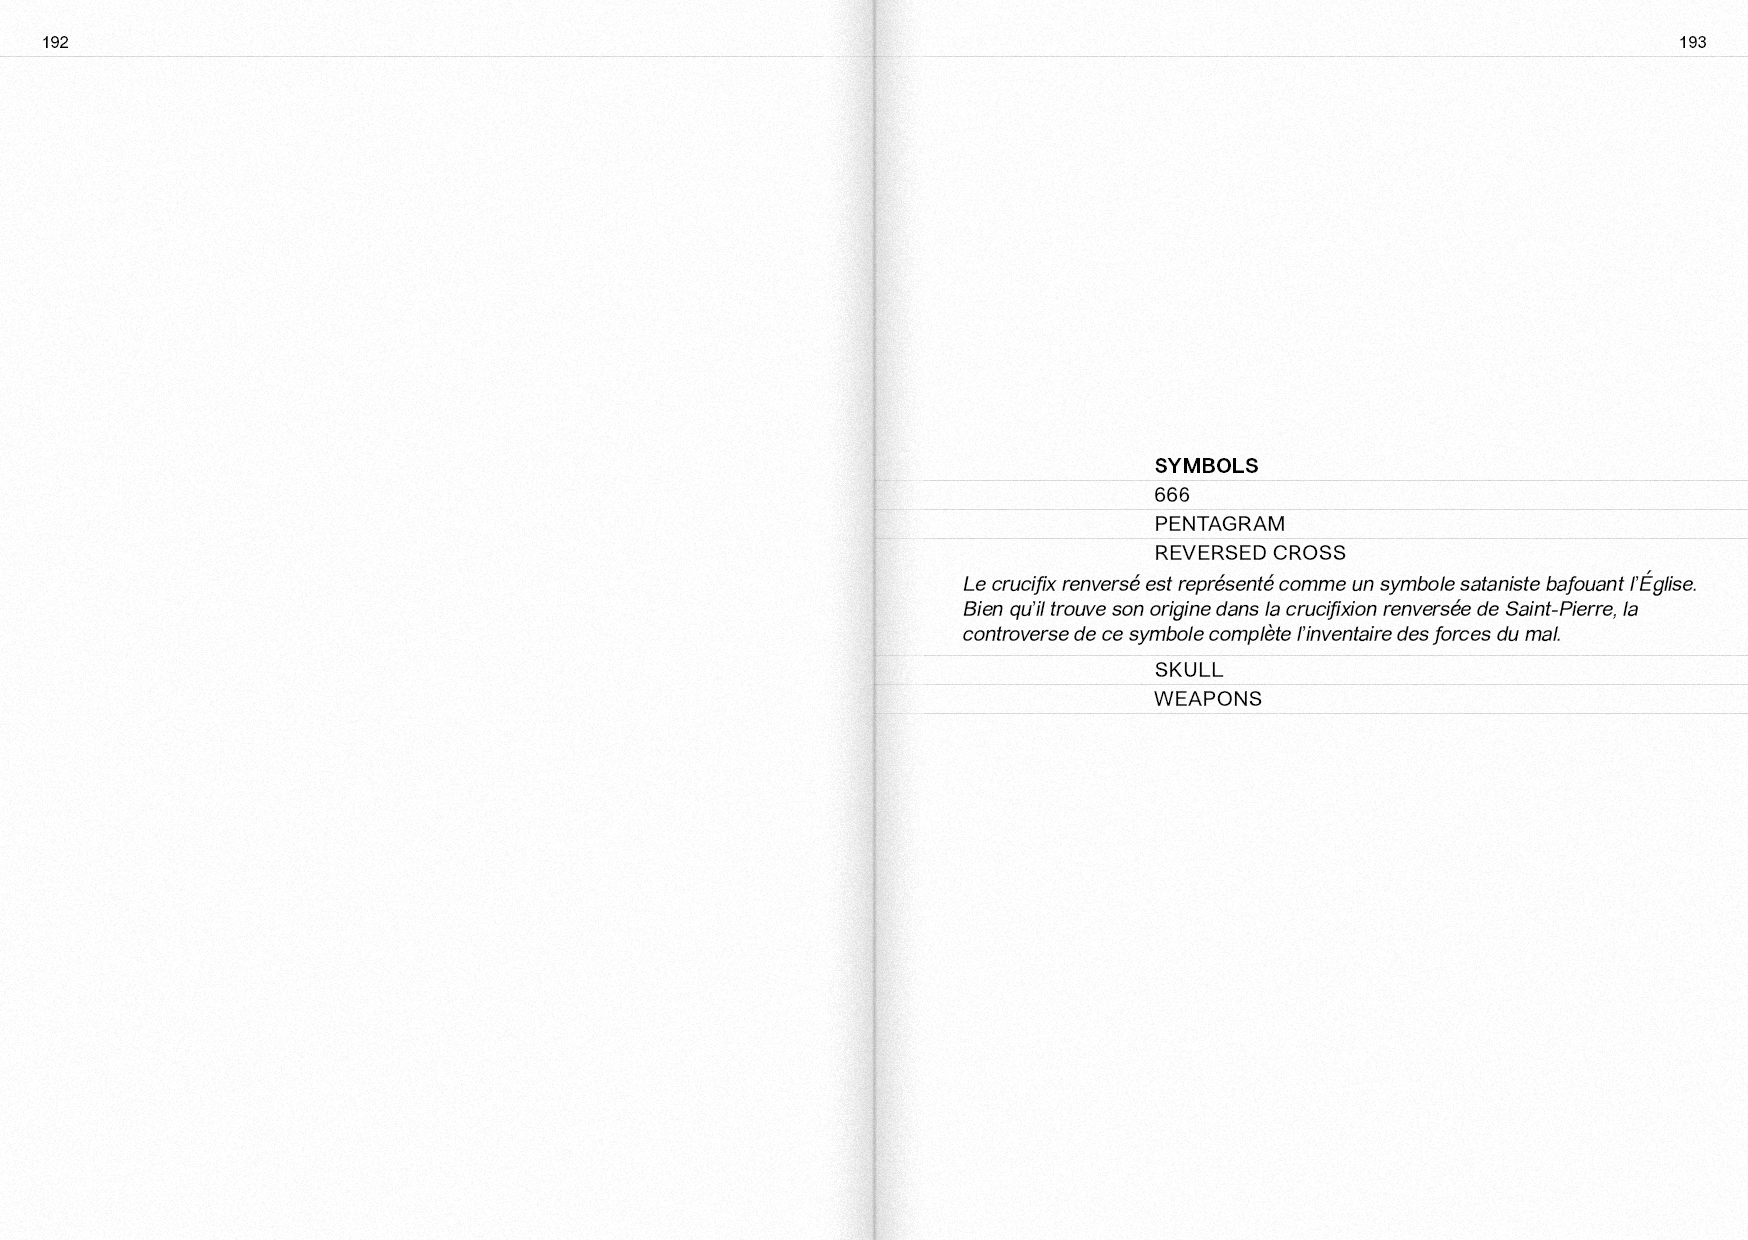 192
193
SYMBOLS
666
PENTAGRAM
REVERSED CROSS
Le crucifix renversé est représenté comme un symbole sataniste bafouant l'Église.
Bien qu'il trouve son origine dans la crucifixion renversée de Saint-Pierre, la
controverse de ce symbole complète l'inventaire des forces du mal.
SKULL
WEAPONS